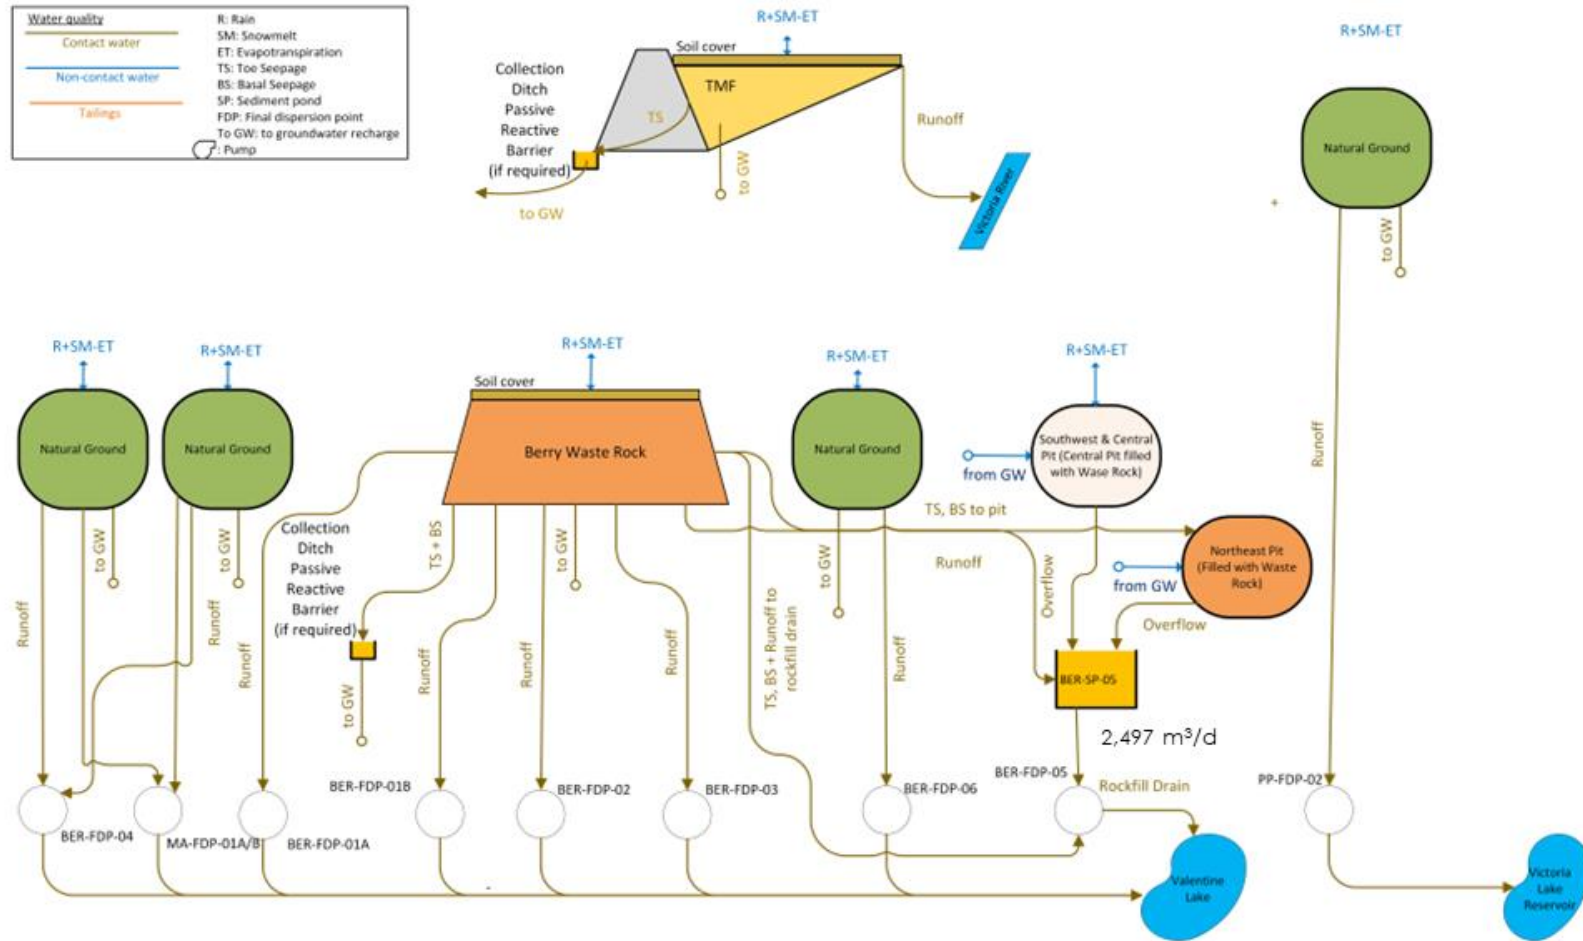 Water quality
Contact water
Non-contact water
Tailings
R: Rain
SM: Snowmelt
ET: Evapotranspiration
TS: Toe Seepage
BS: Basal Seepage
SP: Sediment pond
FDP: Final dispersion point
To GW: to groundwater recharge
: Pump
R+SM-ET
Soil cover
TMF
TS
Collection
Ditch
Passive
Reactive
Barrier
(if required)
to GW
to GW
Runoff
Victoria River
R+SM-ET
Natural Ground
to GW
Runoff
+
R+SM-ET
Natural Ground
to GW
Runoff
R+SM-ET
Natural Ground
to GW
Runoff
Runoff
R+SM-ET
Soil cover
Berry Waste Rock
Collection
Ditch
Passive
Reactive
Barrier
(if required)
TS + BS
to GW
to GW
Runoff
Runoff
Runoff
TS, BS + Runoff to
rockfill drain
R+SM-ET
Natural Ground
to GW
Runoff
TS, BS to pit
Runoff
R+SM-ET
Southwest & Central
Pit (Central Pit filled
with Wase Rock)
from GW
Overflow
Northeast Pit
(Filled with Waste
Rock)
from GW
Overflow
BER-SP-05
2,497 m³/d
BER-FDP-04
MA-FDP-01A/B
BER-FDP-01A
BER-FDP-01B
BER-FDP-02
BER-FDP-03
BER-FDP-06
BER-FDP-05
Rockfill Drain
PP-FDP-02
Valentine
Lake
Victoria
Lake
Reservoir